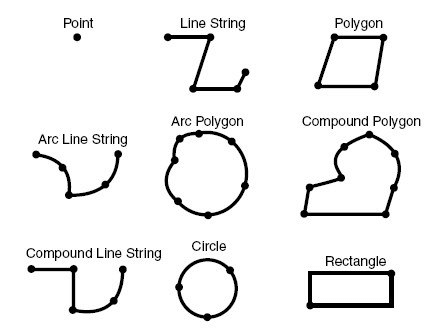 Point
Line String
Polygon
Arc Line String
Arc Polygon
Compound Polygon
Compound Line String
Circle
Rectangle